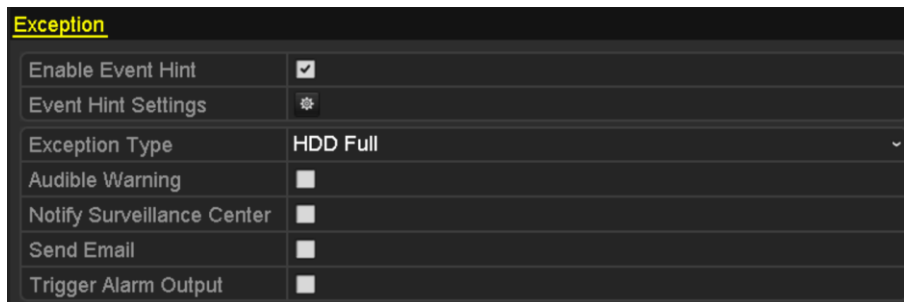 Exception
Enable Event Hint
Event Hint Settings
Exception Type HDD Full
Audible Warning
Notify Surveillance Center
Send Email
Trigger Alarm Output